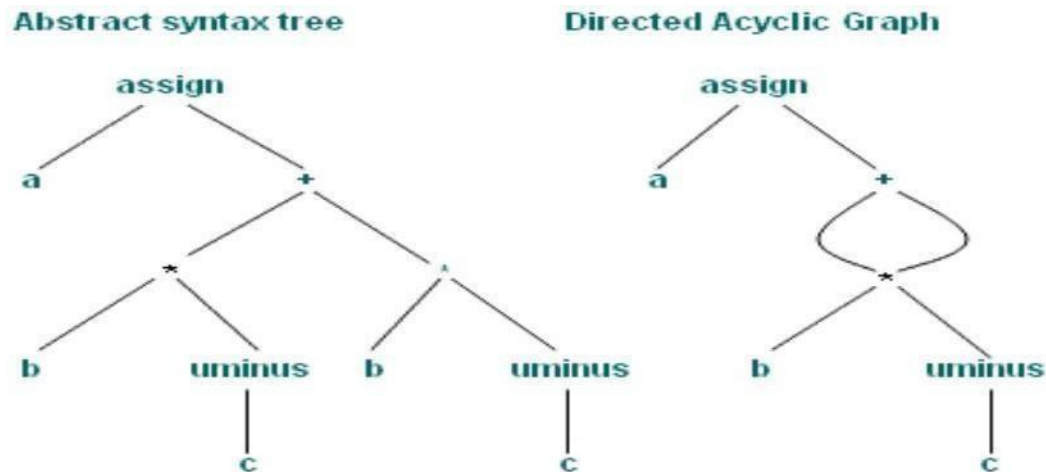 Abstract syntax tree Directed Acyclic Graph
assign assign
a + a +
* * *
b uminus b uminus b uminus
c c c